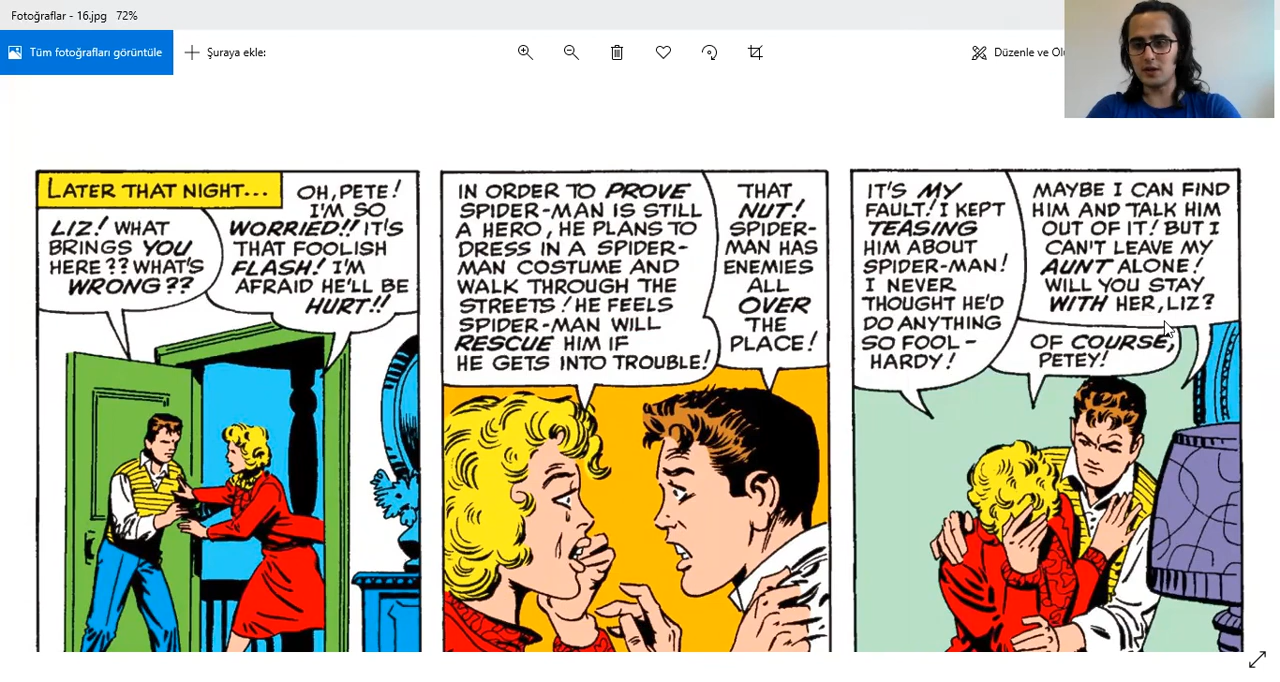 Fotoğraflar - 16.jpg 72%
Tüm fotoğrafları görüntüle
Şuraya ekle:
Düzenle ve
LATER THAT NIGHT...
LIZ! WHAT
BRINGS YOU
HERE?? WHAT'S
WRONG??
OH, PETE!
I'M SO
WORRIED!! IT'S
THAT FOOLISH
FLASH! I'M
AFRAID HE'LL BE
HURT!!
IN ORDER TO PROVE
SPIDER-MAN IS STILL
A HERO, HE PLANS TO
DRESS IN A SPIDER-
MAN COSTUME AND
WALK THROUGH THE
STREETS! HE FEELS
SPIDER-MAN WILL
RESCUE HIM IF
HE GETS INTO TROUBLE!
THAT
NUT!
SPIDER-
MAN HAS
ENEMIES
ALL
OVER
THE
PLACE!
IT'S MY
FAULT! I KEPT
TEASING
HIM ABOUT
SPIDER-MAN!
I NEVER
THOUGHT HE'D
DO ANYTHING
SO FOOL-
HARDY!
MAYBE I CAN FIND
HIM AND TALK HIM
OUT OF IT! BUT I
CAN'T LEAVE MY
AUNT ALONE!
WILL YOU STAY
WITH HER, LIZ?
OF COURSE,
PETEY!